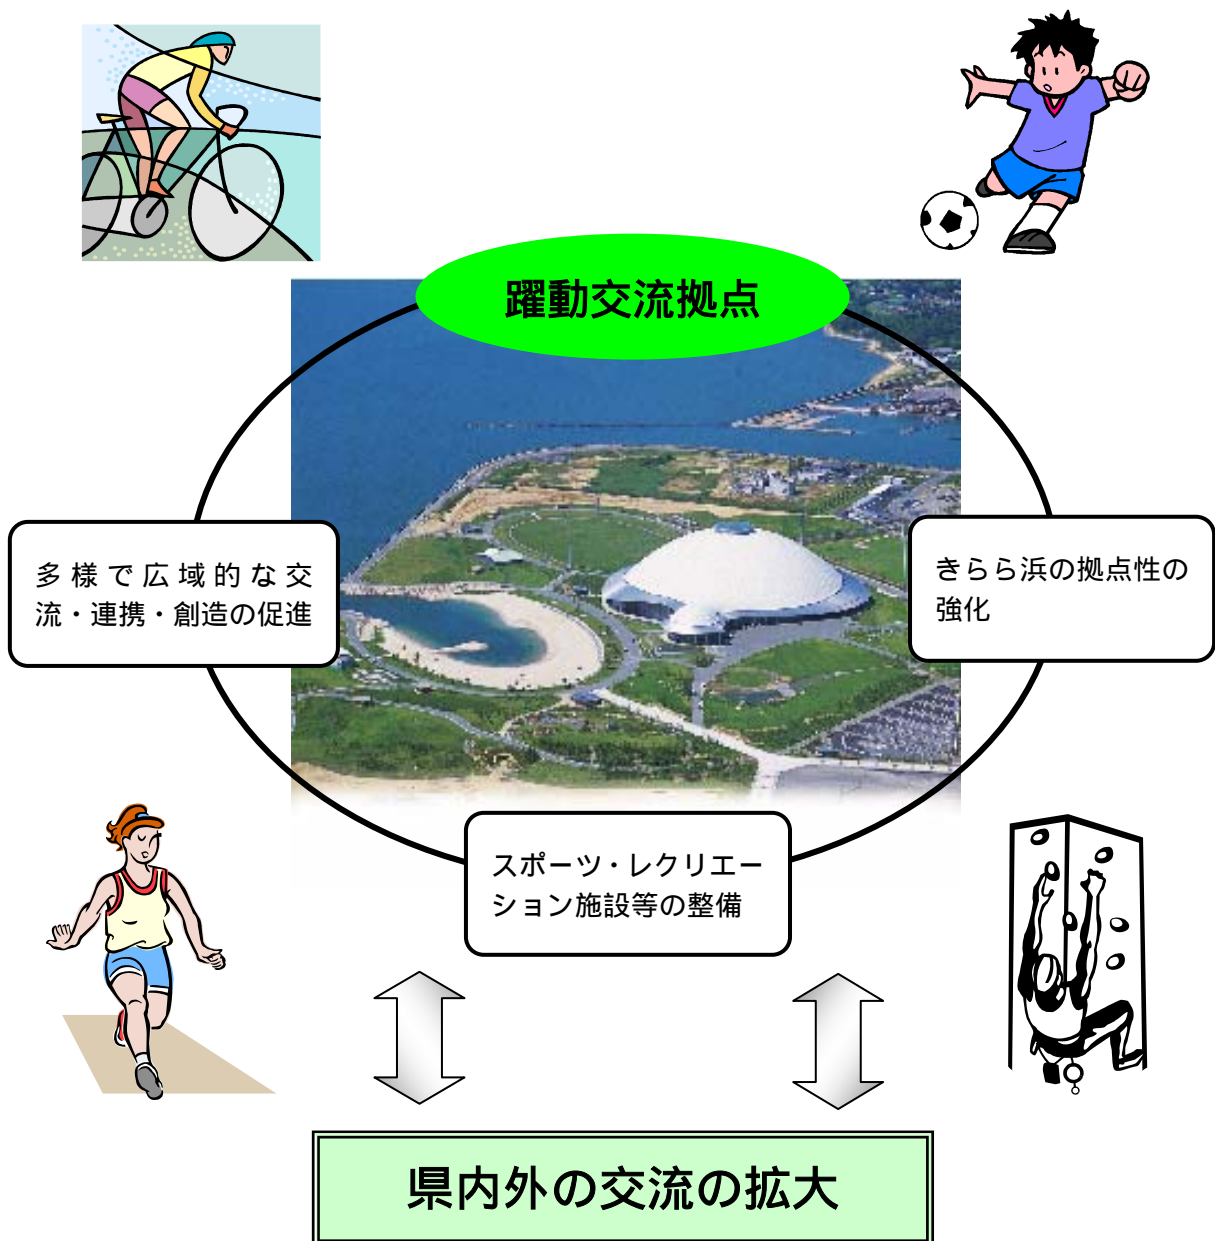 躍動交流拠点
多様で広域的な交
流・連携・創造の促進
きらら浜の拠点性の
強化
スポーツ・レクリエー
ション施設等の整備
県内外の交流の拡大